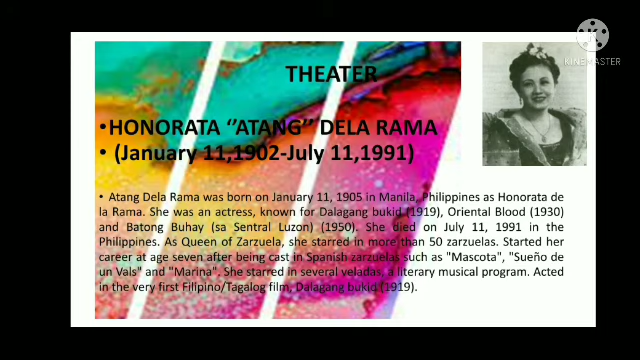 KINEMASTER
THEATER
•HONORATA ‘’ATANG’’ DELA RAMA
• (January 11,1902-July 11,1991)
• Atang Dela Rama was born on January 11, 1905 in Manila, Philippines as Honorata de
la Rama. She was an actress, known for Dalagang bukid (1919), Oriental Blood (1930)
and Batong Buhay (sa Sentral Luzon) (1950). She died on July 11, 1991 in the
Philippines. As Queen of Zarzuela, she starred in more than 50 zarzuelas. Started her
career at age seven after being cast in Spanish zarzuelas such as "Mascota", "Sueño de
un Vals" and "Marina". She starred in several veladas, a literary musical program. Acted
in the very first Filipino/Tagalog film, Dalagang bukid (1919).